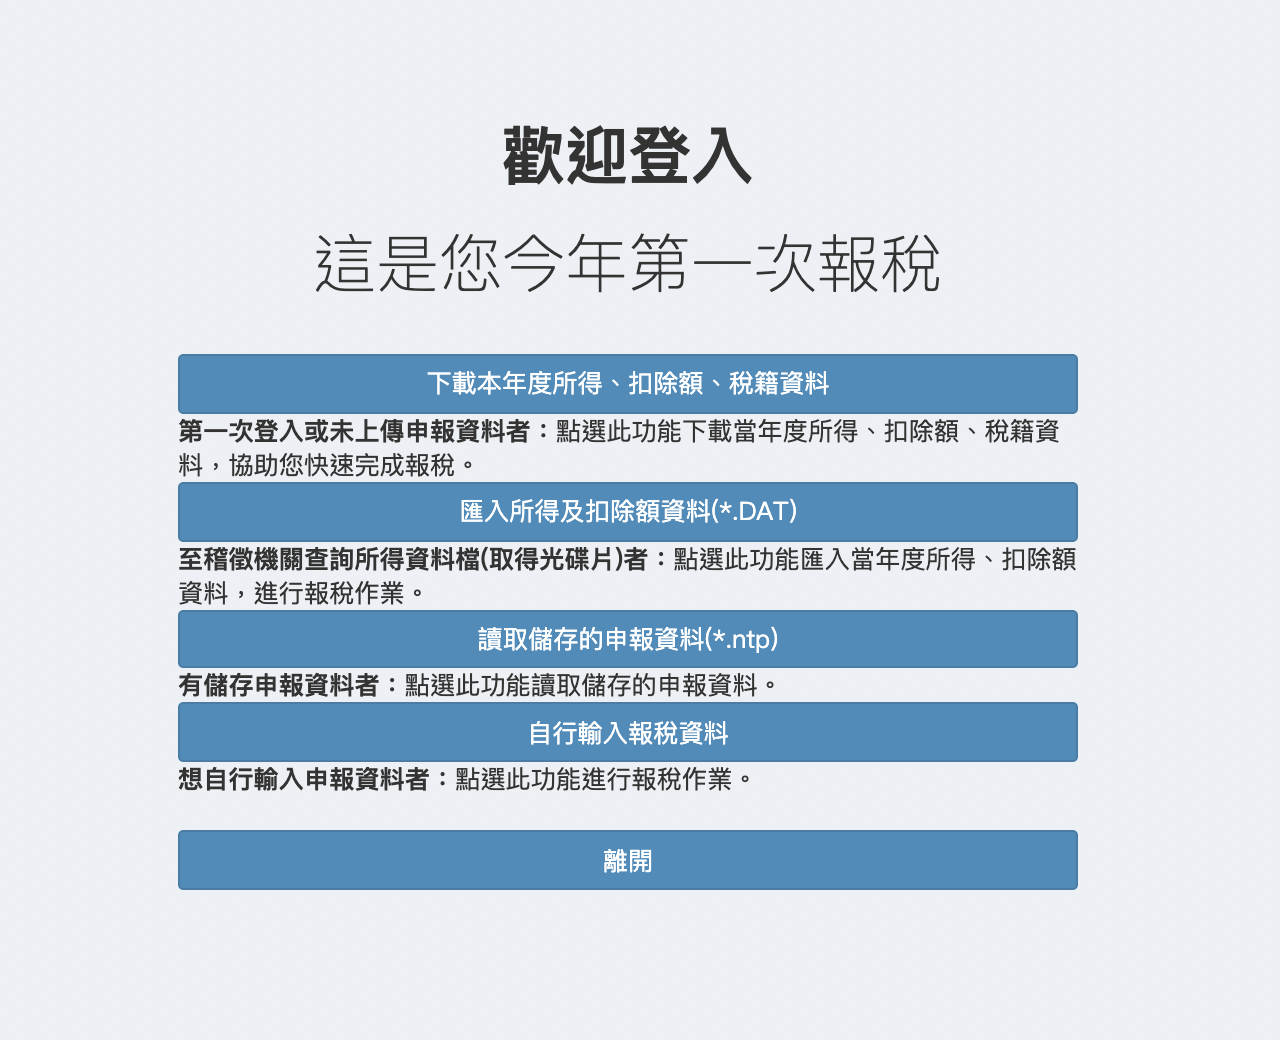 歡迎登入
這是您今年第一次報稅
下載本年度所得、扣除額、稅籍資料
第一次登入或未上傳申報資料者：點選此功能下載當年度所得、扣除額、稅籍資
料，協助您快速完成報稅。
匯入所得及扣除額資料(*.DAT)
至稽徵機關查詢所得資料檔(取得光碟片)者：點選此功能匯入當年度所得、扣除額
資料，進行報稅作業。
讀取儲存的申報資料(*.ntp)
有儲存申報資料者：點選此功能讀取儲存的申報資料。
自行輸入報稅資料
想自行輸入申報資料者：點選此功能進行報稅作業。
離開